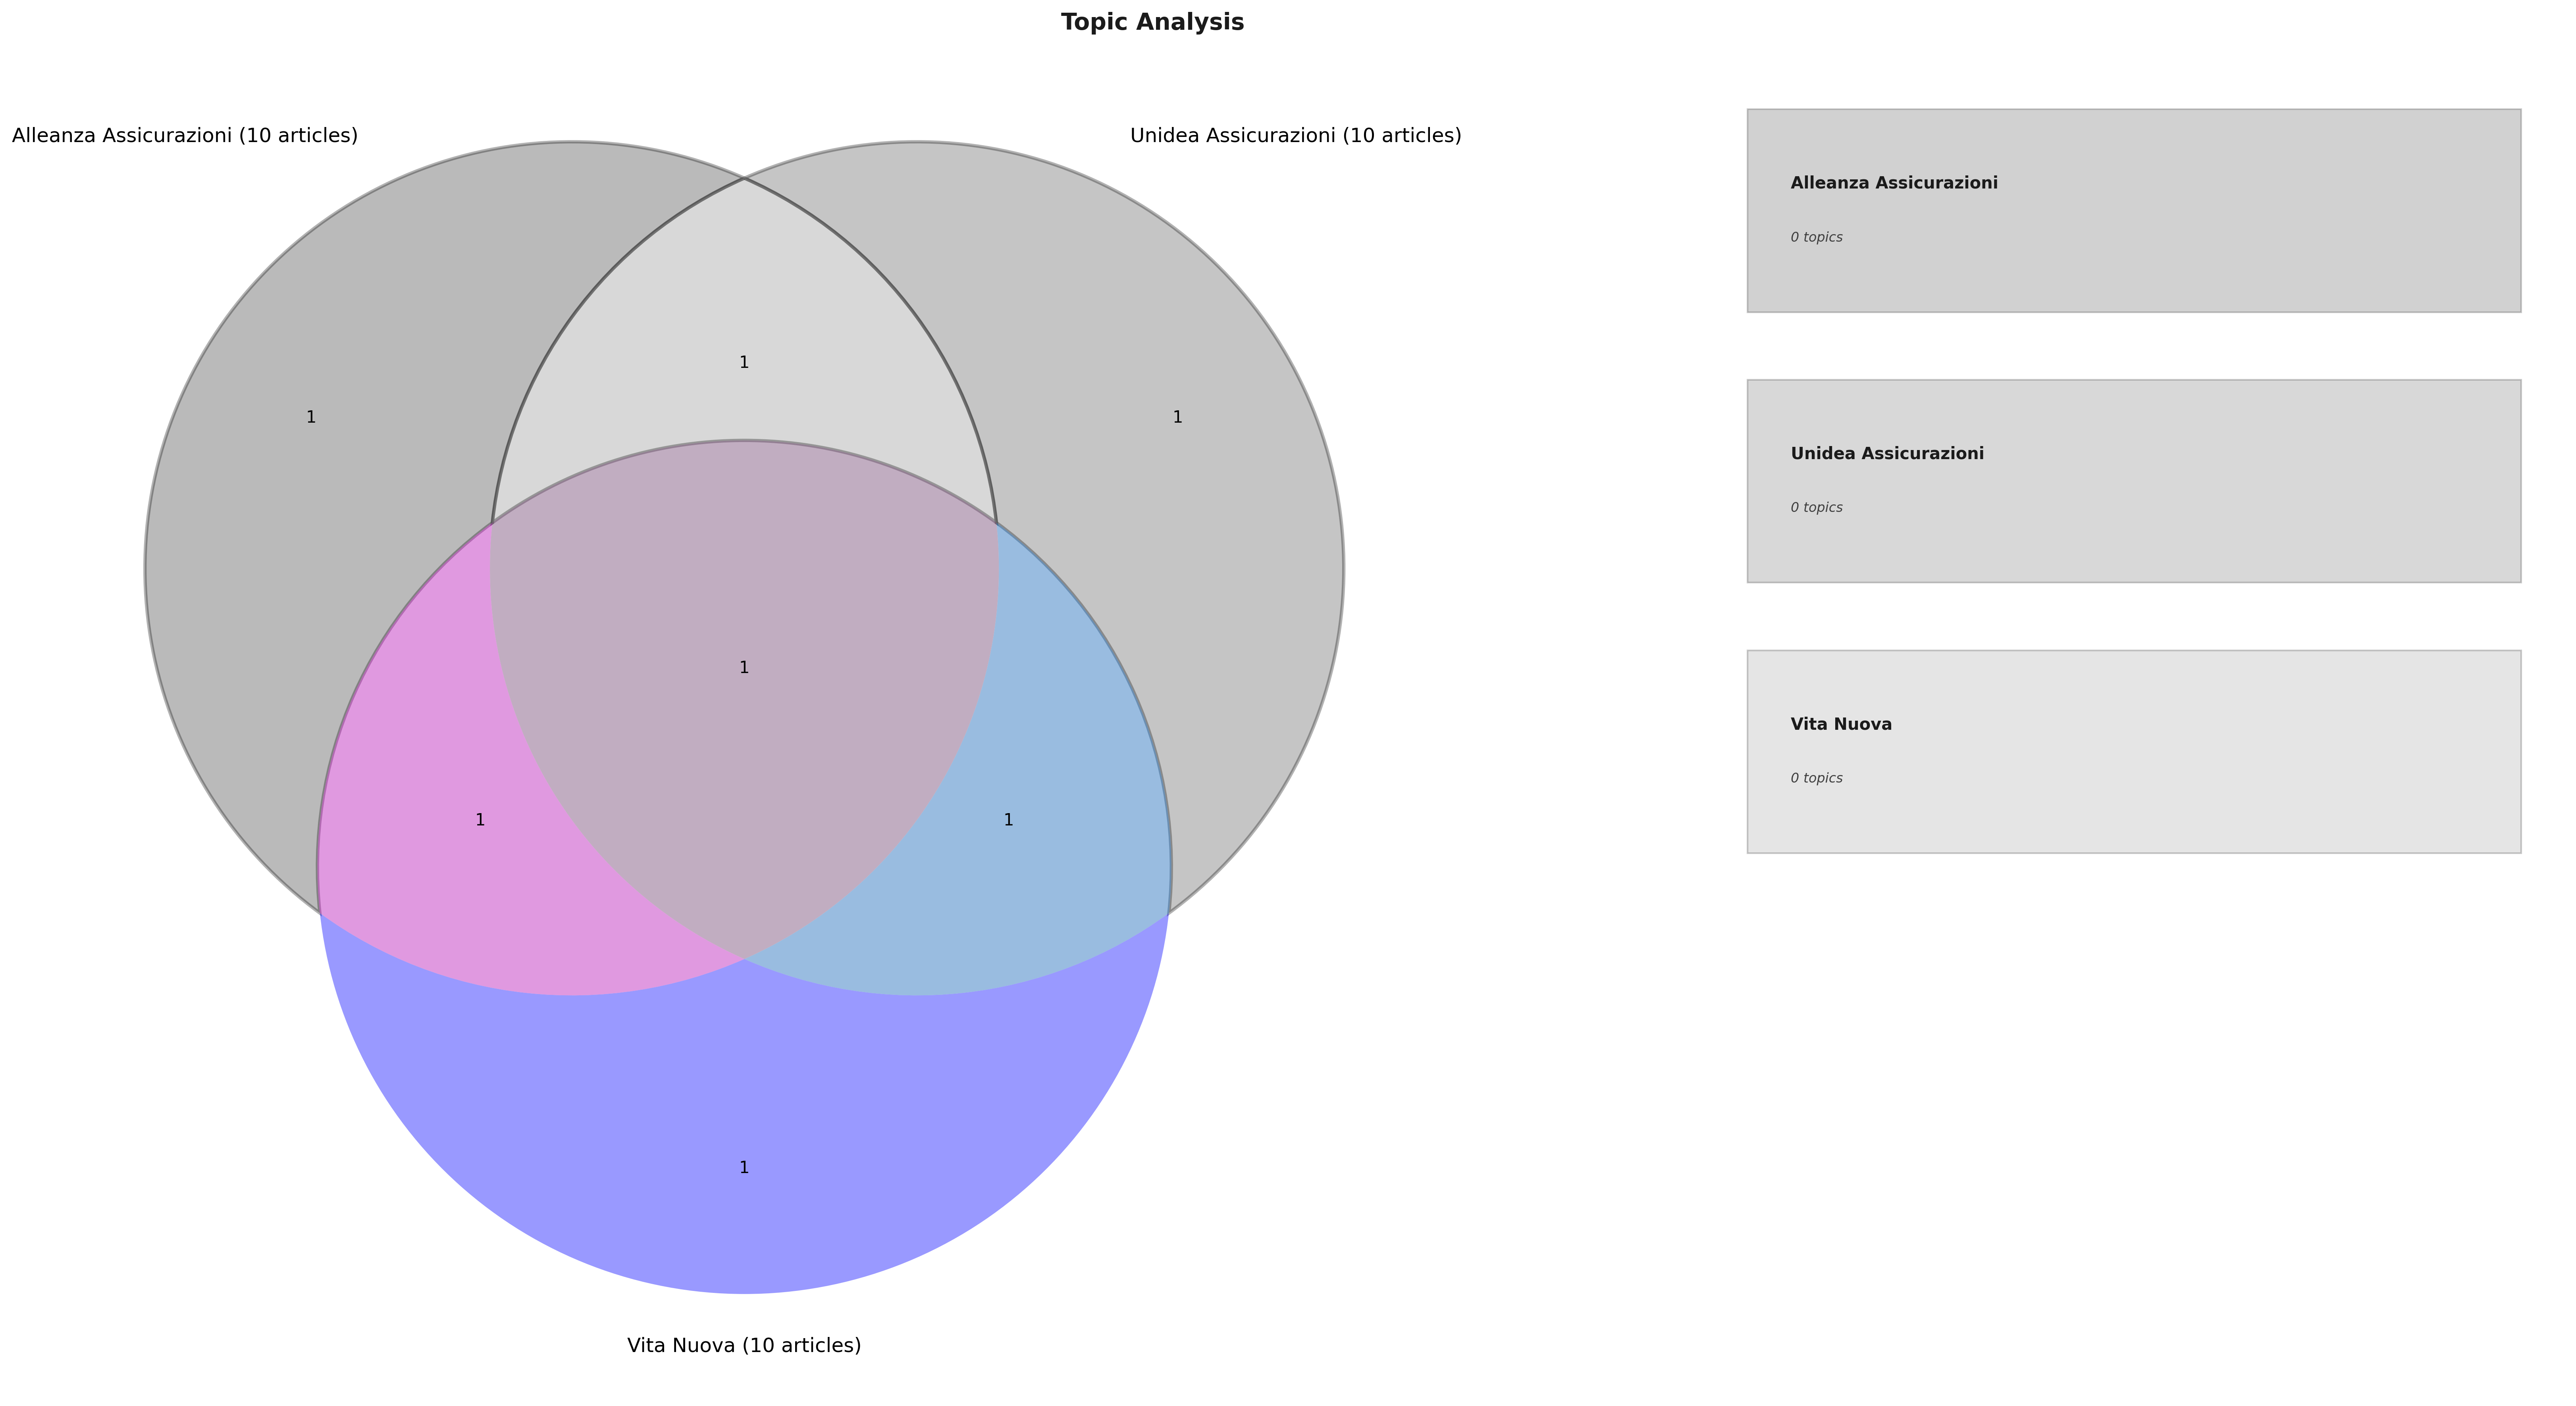 Topic Analysis
Alleanza Assicurazioni (10 articles)
Unidea Assicurazioni (10 articles)
1
1
1
1
1
1
1
Vita Nuova (10 articles)
Alleanza Assicurazioni
0 topics
Unidea Assicurazioni
0 topics
Vita Nuova
0 topics